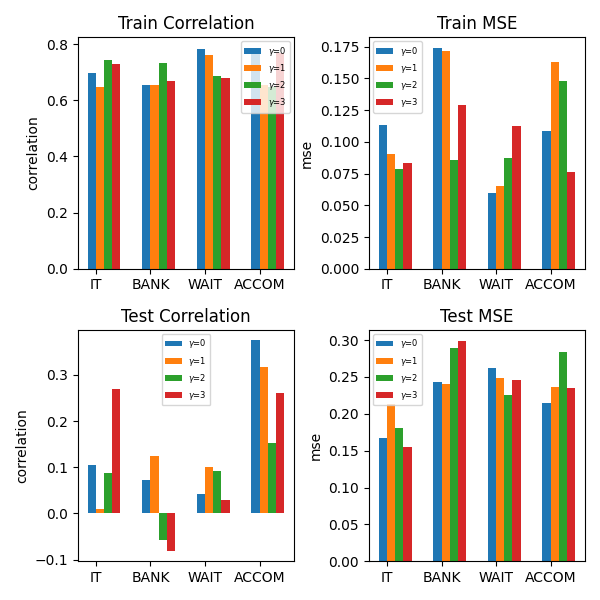 Train Correlation
correlation
0.8
0.6
0.4
0.2
0.0
γ=0
γ=1
γ=2
γ=3
IT BANK WAIT ACCOM
Train MSE
mse
0.175
0.150
0.125
0.100
0.075
0.050
0.025
0.000
γ=0
γ=1
γ=2
γ=3
IT BANK WAIT ACCOM
Test Correlation
correlation
0.3
0.2
0.1
0.0
−0.1
γ=0
γ=1
γ=2
γ=3
IT BANK WAIT ACCOM
Test MSE
mse
0.30
0.25
0.20
0.15
0.10
0.05
0.00
γ=0
γ=1
γ=2
γ=3
IT BANK WAIT ACCOM